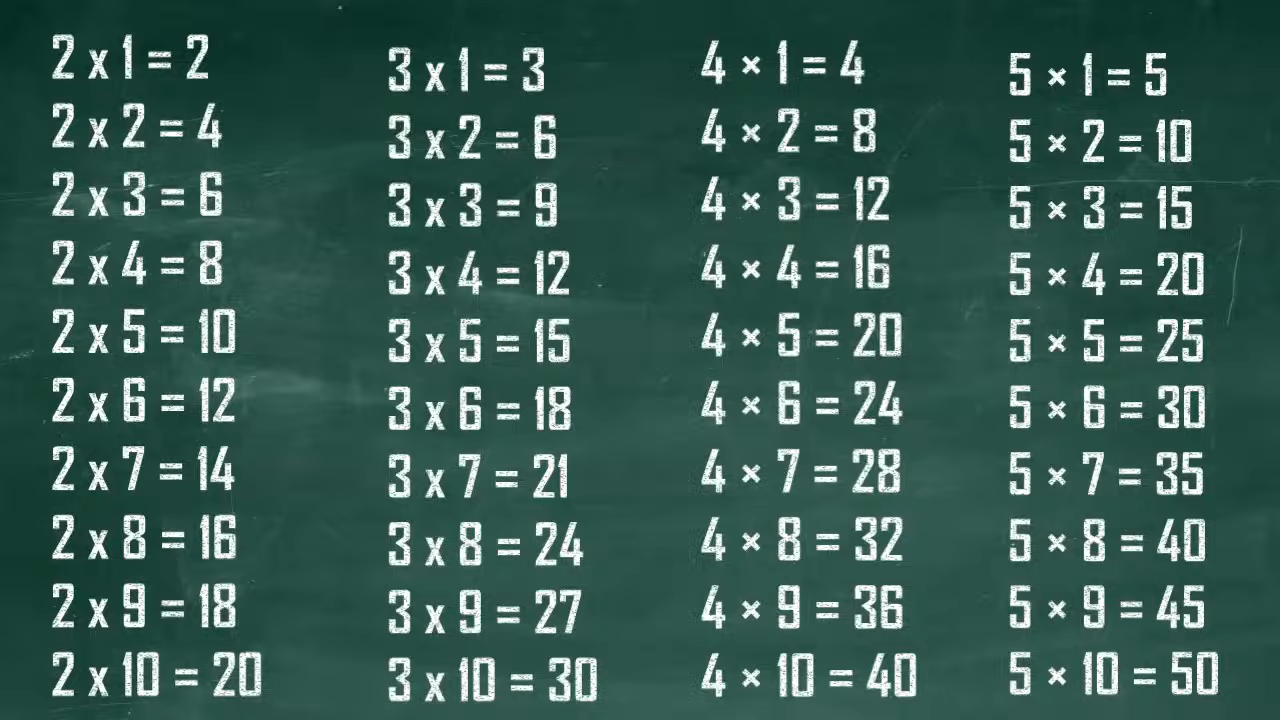 2 x 1 = 2
2 x 2 = 4
2 x 3 = 6
2 x 4 = 8
2 x 5 = 10
2 x 6 = 12
2 x 7 = 14
2 x 8 = 16
2 x 9 = 18
2 x 10 = 20
3 x 1 = 3
3 x 2 = 6
3 x 3 = 9
3 x 4 = 12
3 x 5 = 15
3 x 6 = 18
3 x 7 = 21
3 x 8 = 24
3 x 9 = 27
3 x 10 = 30
4 × 1 = 4
4 × 2 = 8
4 × 3 = 12
4 × 4 = 16
4 × 5 = 20
4 × 6 = 24
4 × 7 = 28
4 × 8 = 32
4 × 9 = 36
4 × 10 = 40
5 × 1 = 5
5 × 2 = 10
5 × 3 = 15
5 × 4 = 20
5 × 5 = 25
5 × 6 = 30
5 × 7 = 35
5 × 8 = 40
5 × 9 = 45
5 × 10 = 50